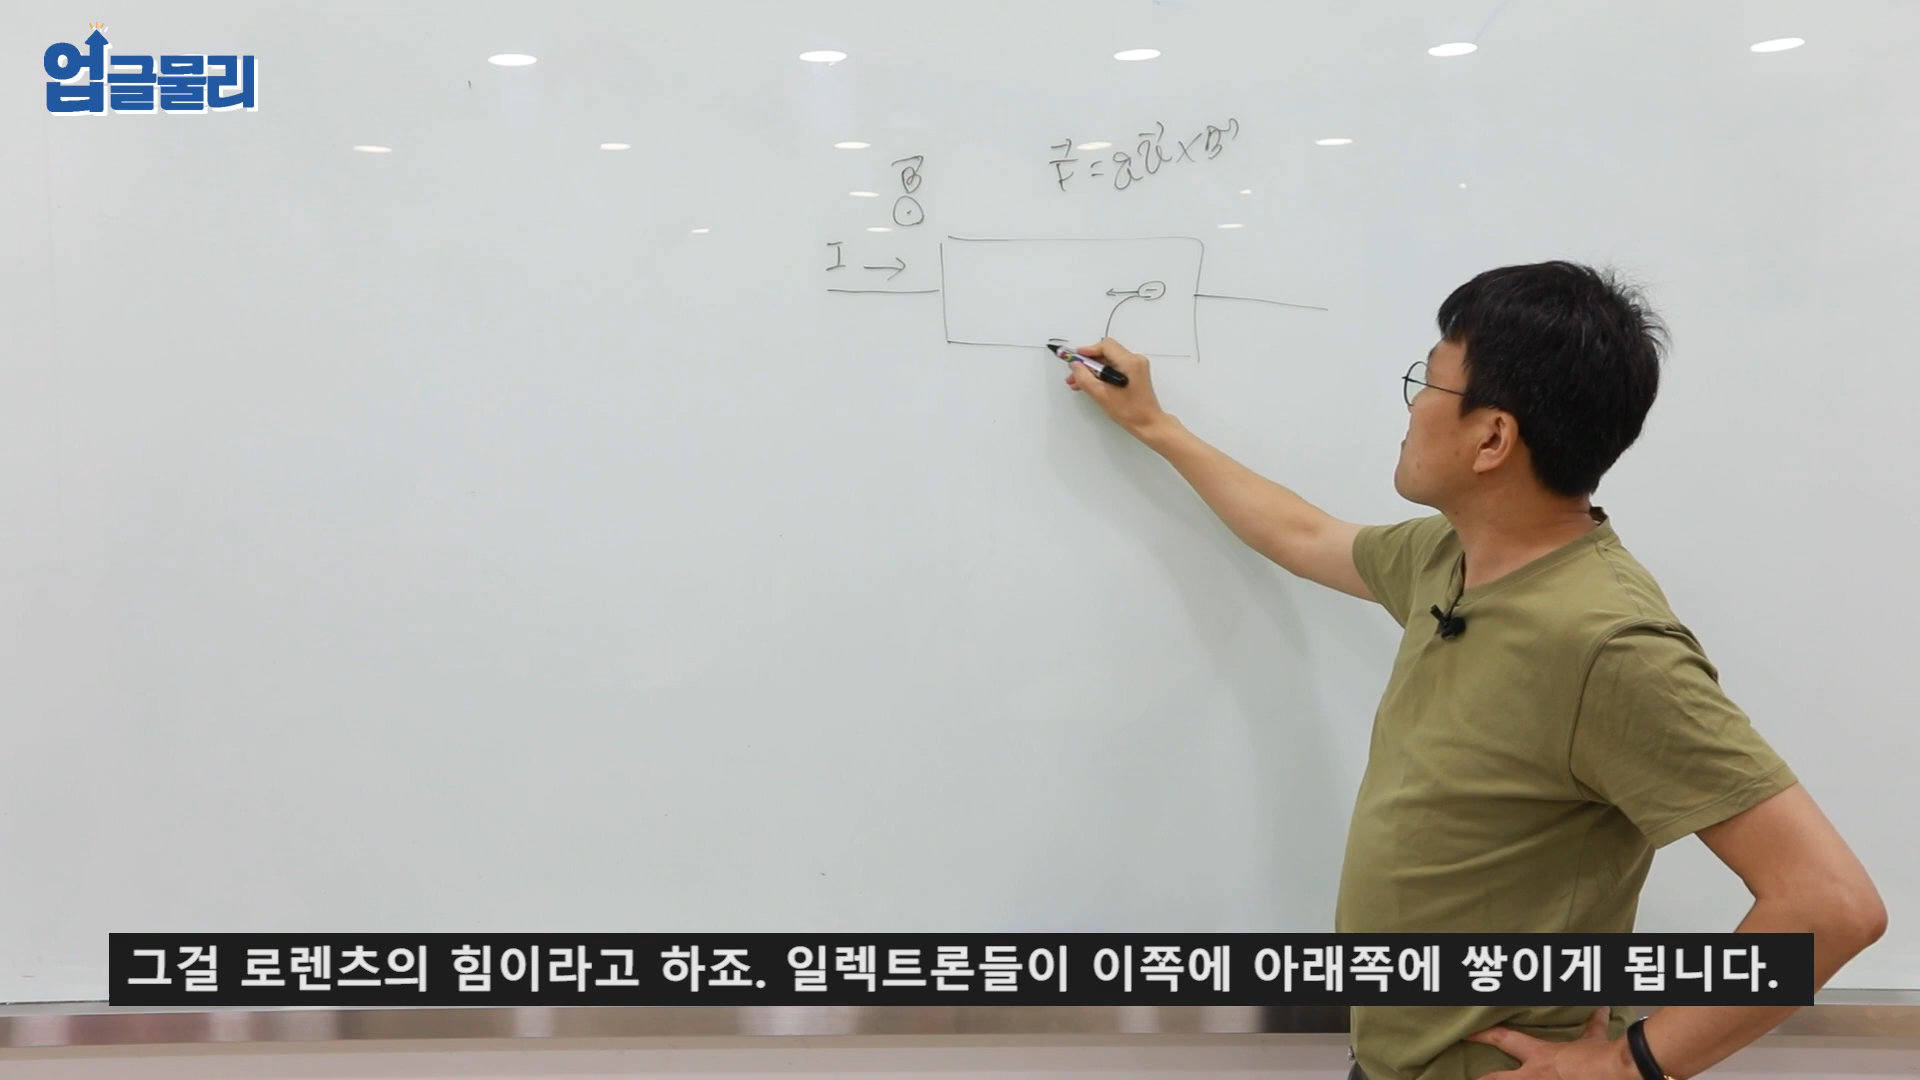 업글물리
F⃗ = q v⃗ × B⃗
B⃗
I →
그걸 로렌츠의 힘이라고 하죠. 일렉트론들이 이쪽에 아래쪽에 쌓이게 됩니다.